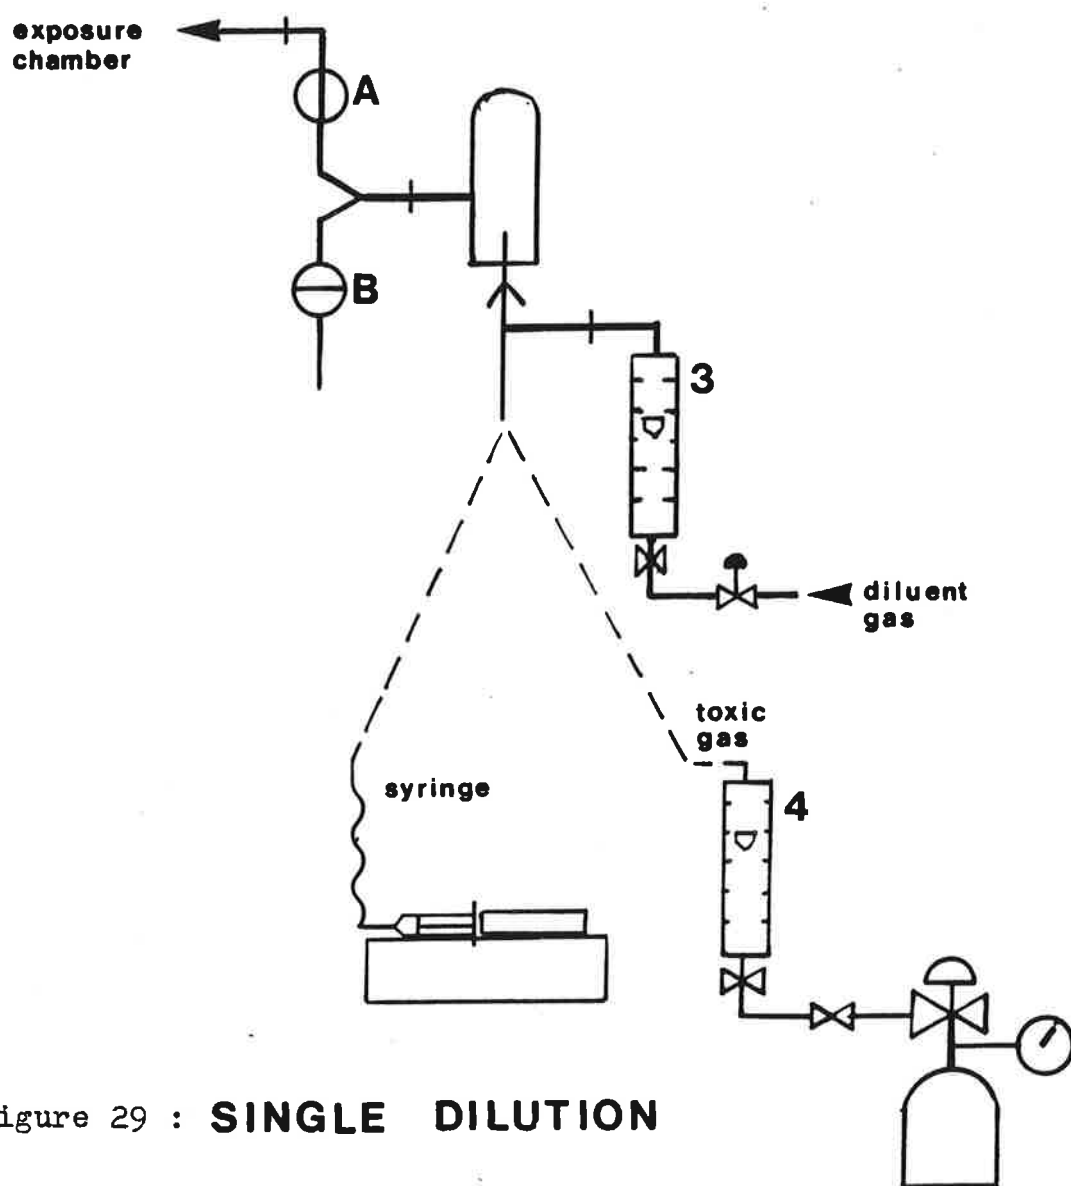 exposure
chamber
A
B
3
diluent
gas
toxic
gas
syringe
4
igure 29 : SINGLE DILUTION